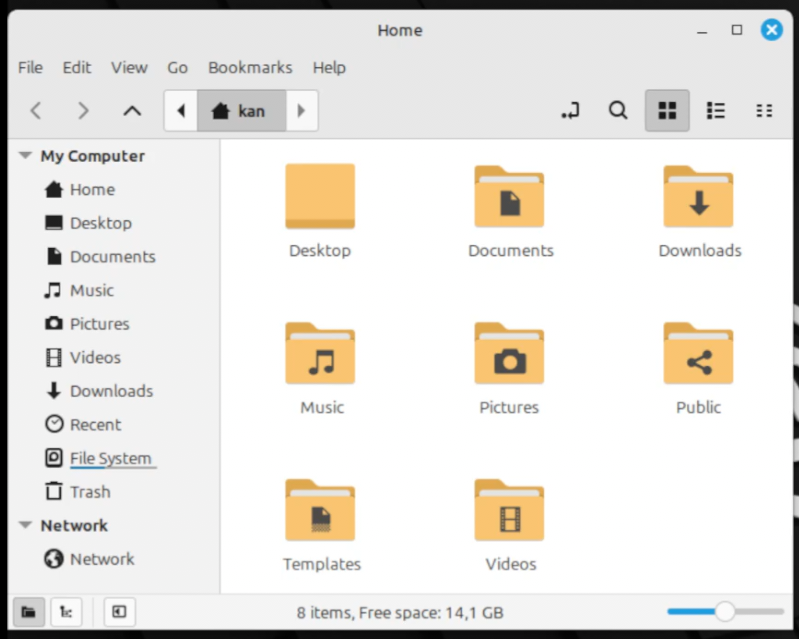 Home
File Edit View Go Bookmarks Help
kan
My Computer
Home
Desktop
Documents
Music
Pictures
Videos
Downloads
Recent
File System
Trash
Network
Network
Desktop Documents Downloads
Music Pictures Public
Templates Videos
8 items, Free space: 14,1 GB